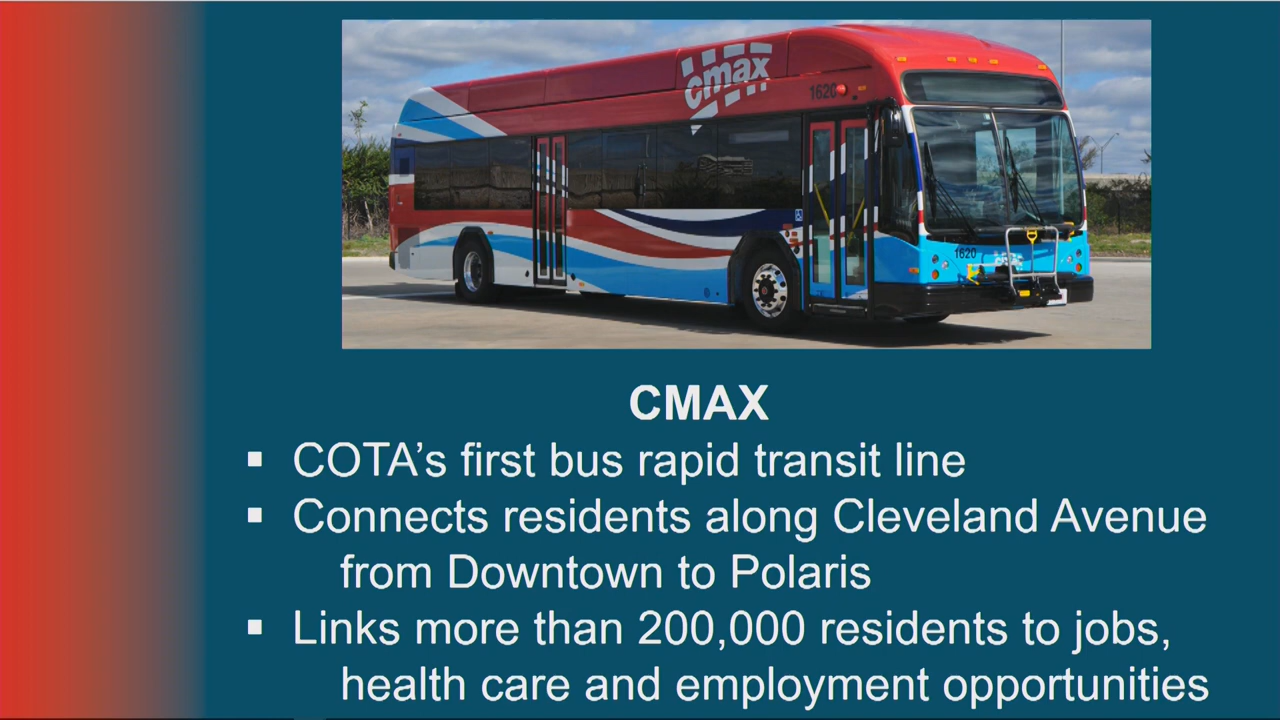 cmax
1620
1620
CMAX
▪ COTA's first bus rapid transit line
▪ Connects residents along Cleveland Avenue
from Downtown to Polaris
▪ Links more than 200,000 residents to jobs,
health care and employment opportunities